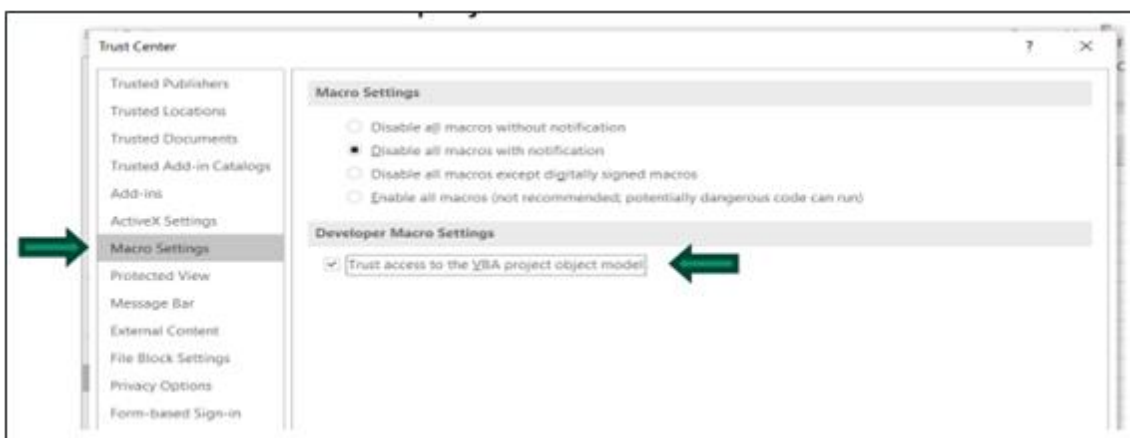 Trust Center
?
Trusted Publishers
Trusted Locations
Trusted Documents
Trusted Add-in Catalogs
Add-ins
ActiveX Settings
Macro Settings
Protected View
Message Bar
External Content
File Block Settings
Privacy Options
Form-based Sign-in
Macro Settings
Disable all macros without notification
Disable all macros with notification
Disable all macros except digitally signed macros
Enable all macros (not recommended; potentially dangerous code can run)
Developer Macro Settings
Trust access to the VBA project object model